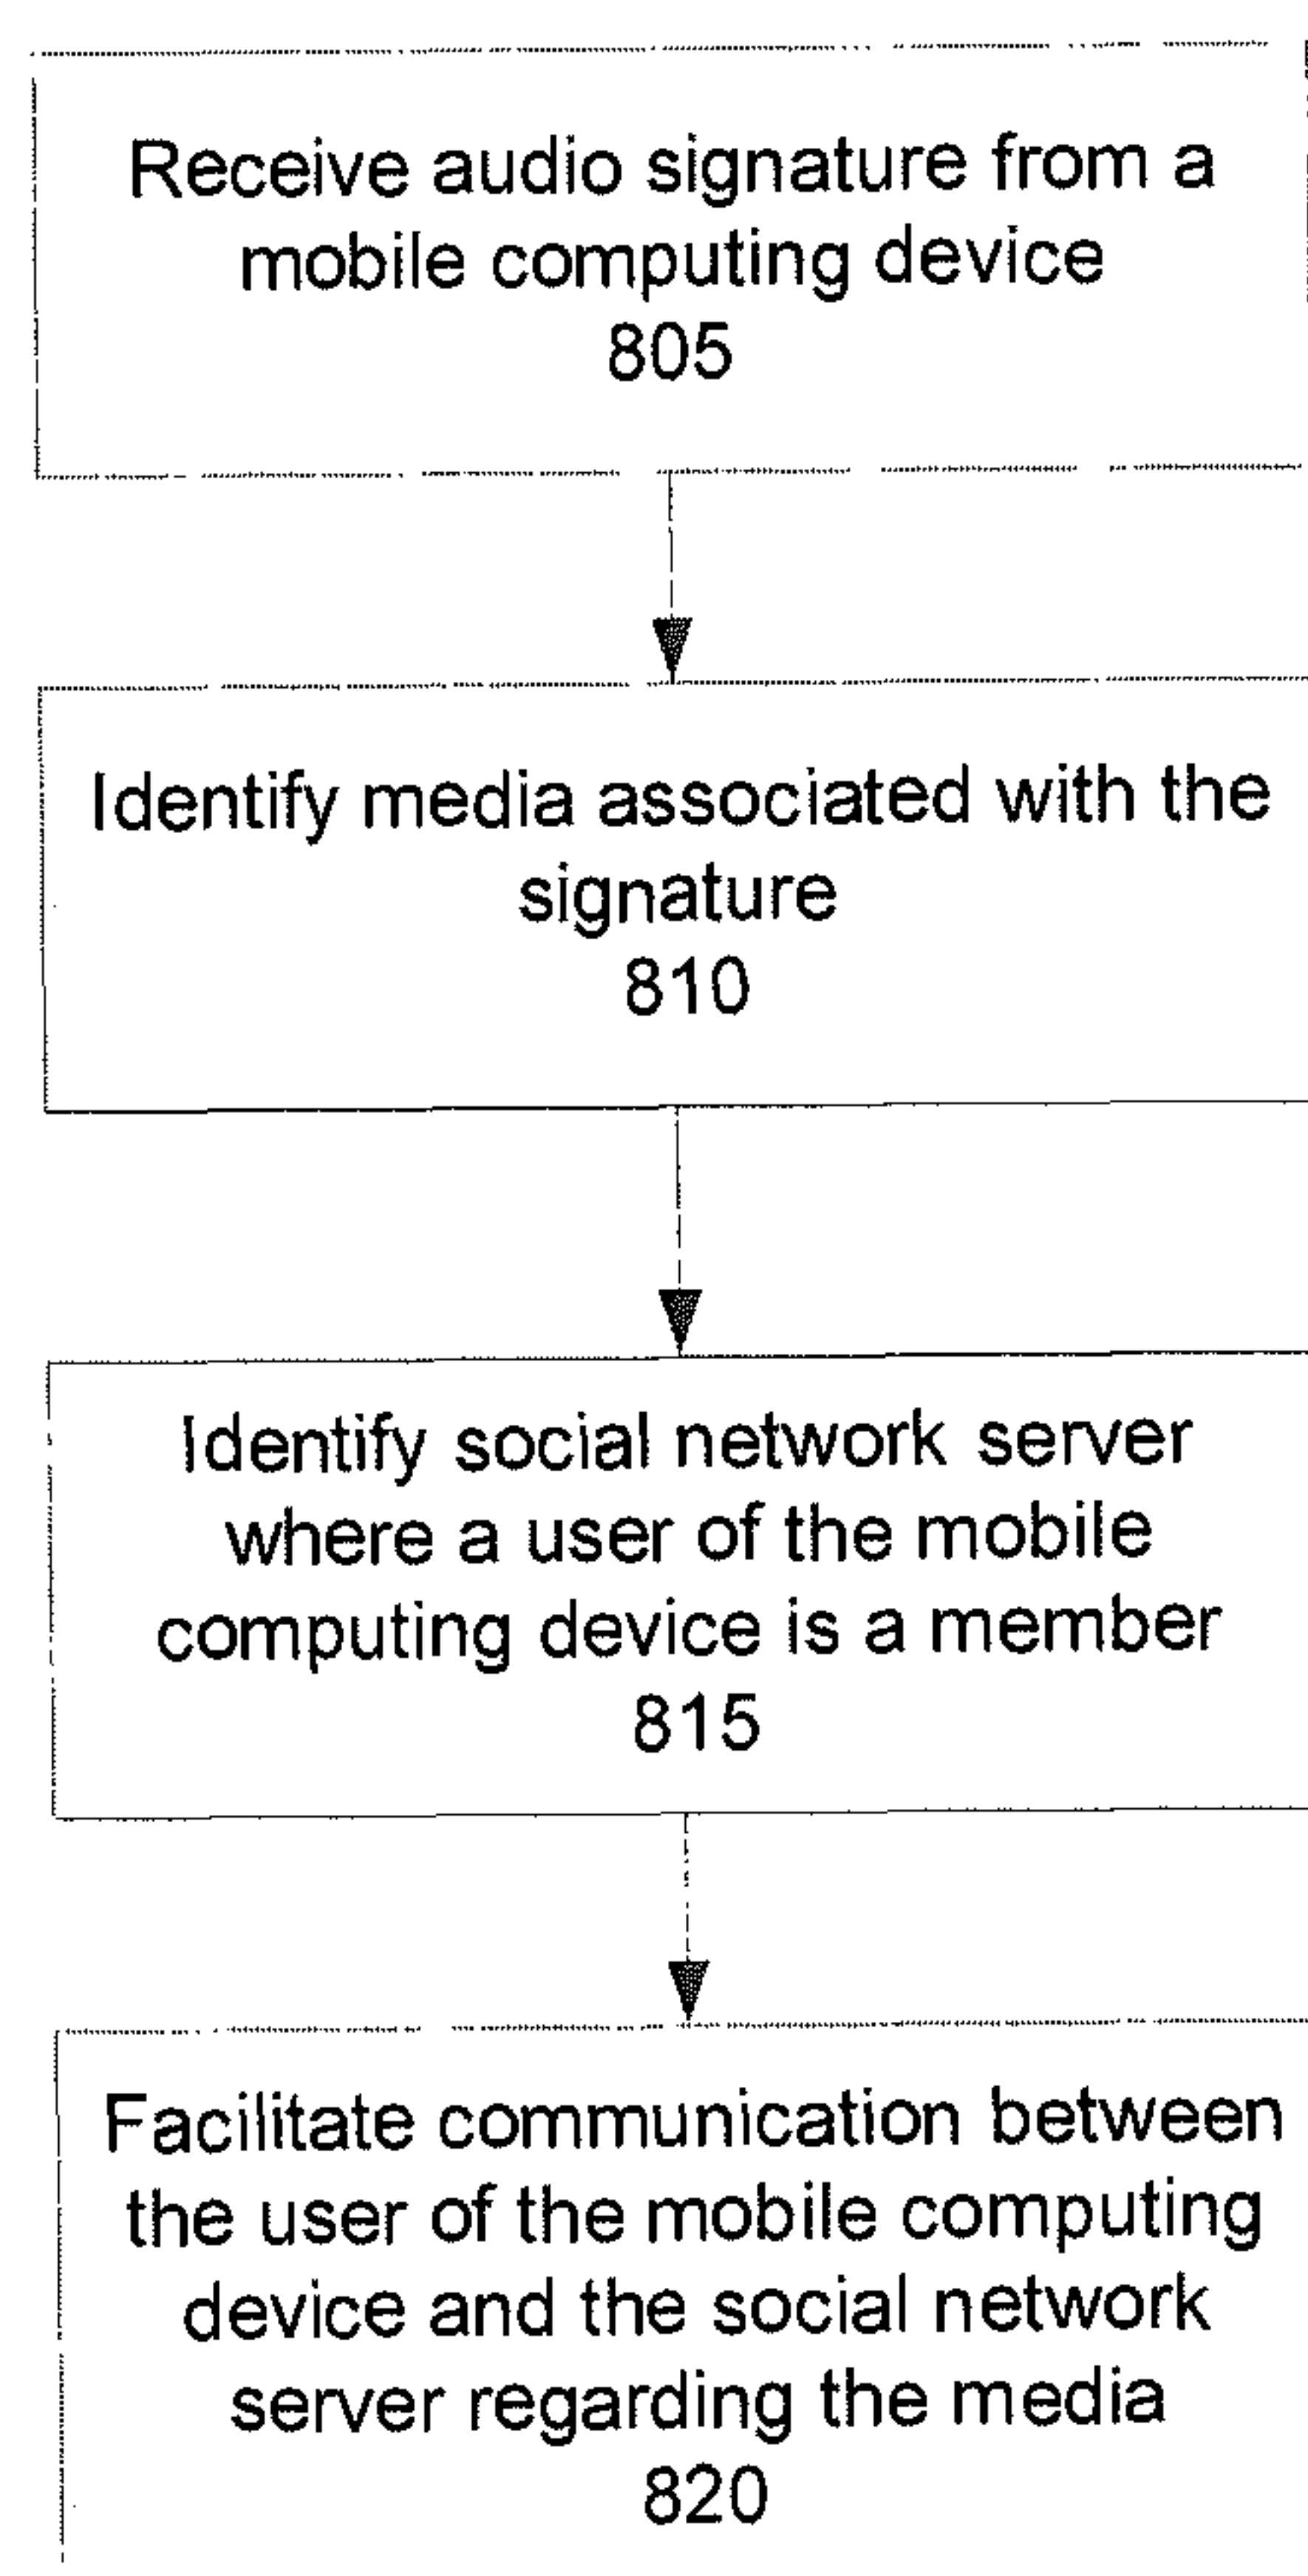 Receive audio signature from a
mobile computing device
805
Identify media associated with the
signature
810
Identify social network server
where a user of the mobile
computing device is a member
815
Facilitate communication between
the user of the mobile computing
device and the social network
server regarding the media
820